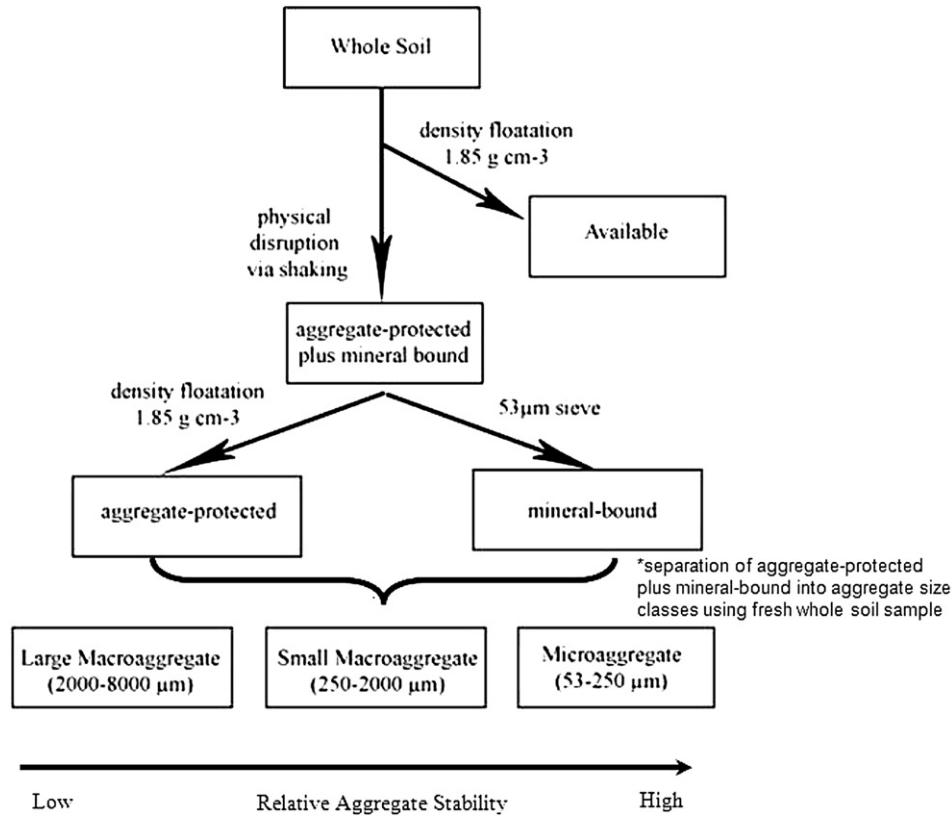 Whole Soil
density floatation
1.85 g cm-3
Available
physical
disruption
via shaking
aggregate-protected
plus mineral bound
density floatation
1.85 g cm-3
53µm sieve
aggregate-protected
mineral-bound
*separation of aggregate-protected
plus mineral-bound into aggregate size
classes using fresh whole soil sample
Large Macroaggregate
(2000-8000 µm)
Small Macroaggregate
(250-2000 µm)
Microaggregate
(53-250 µm)
Low
Relative Aggregate Stability
High